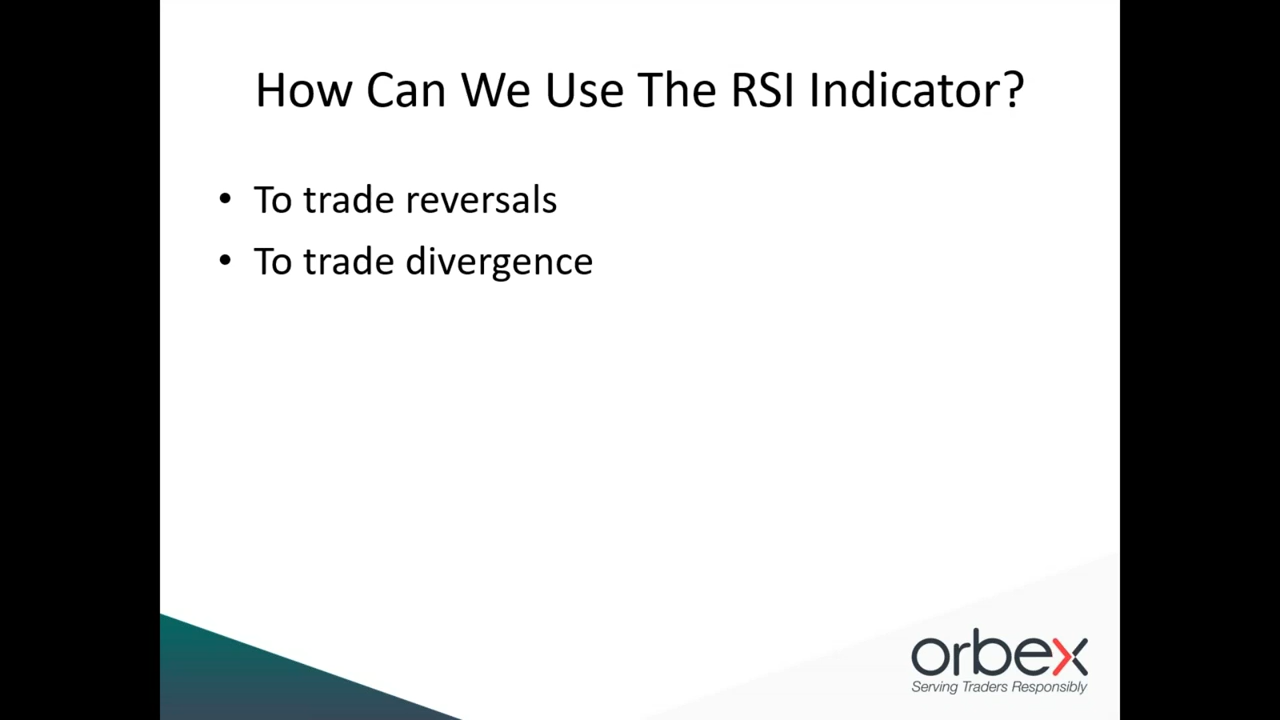 How Can We Use The RSI Indicator?
• To trade reversals
• To trade divergence
orbex
Serving Traders Responsibly